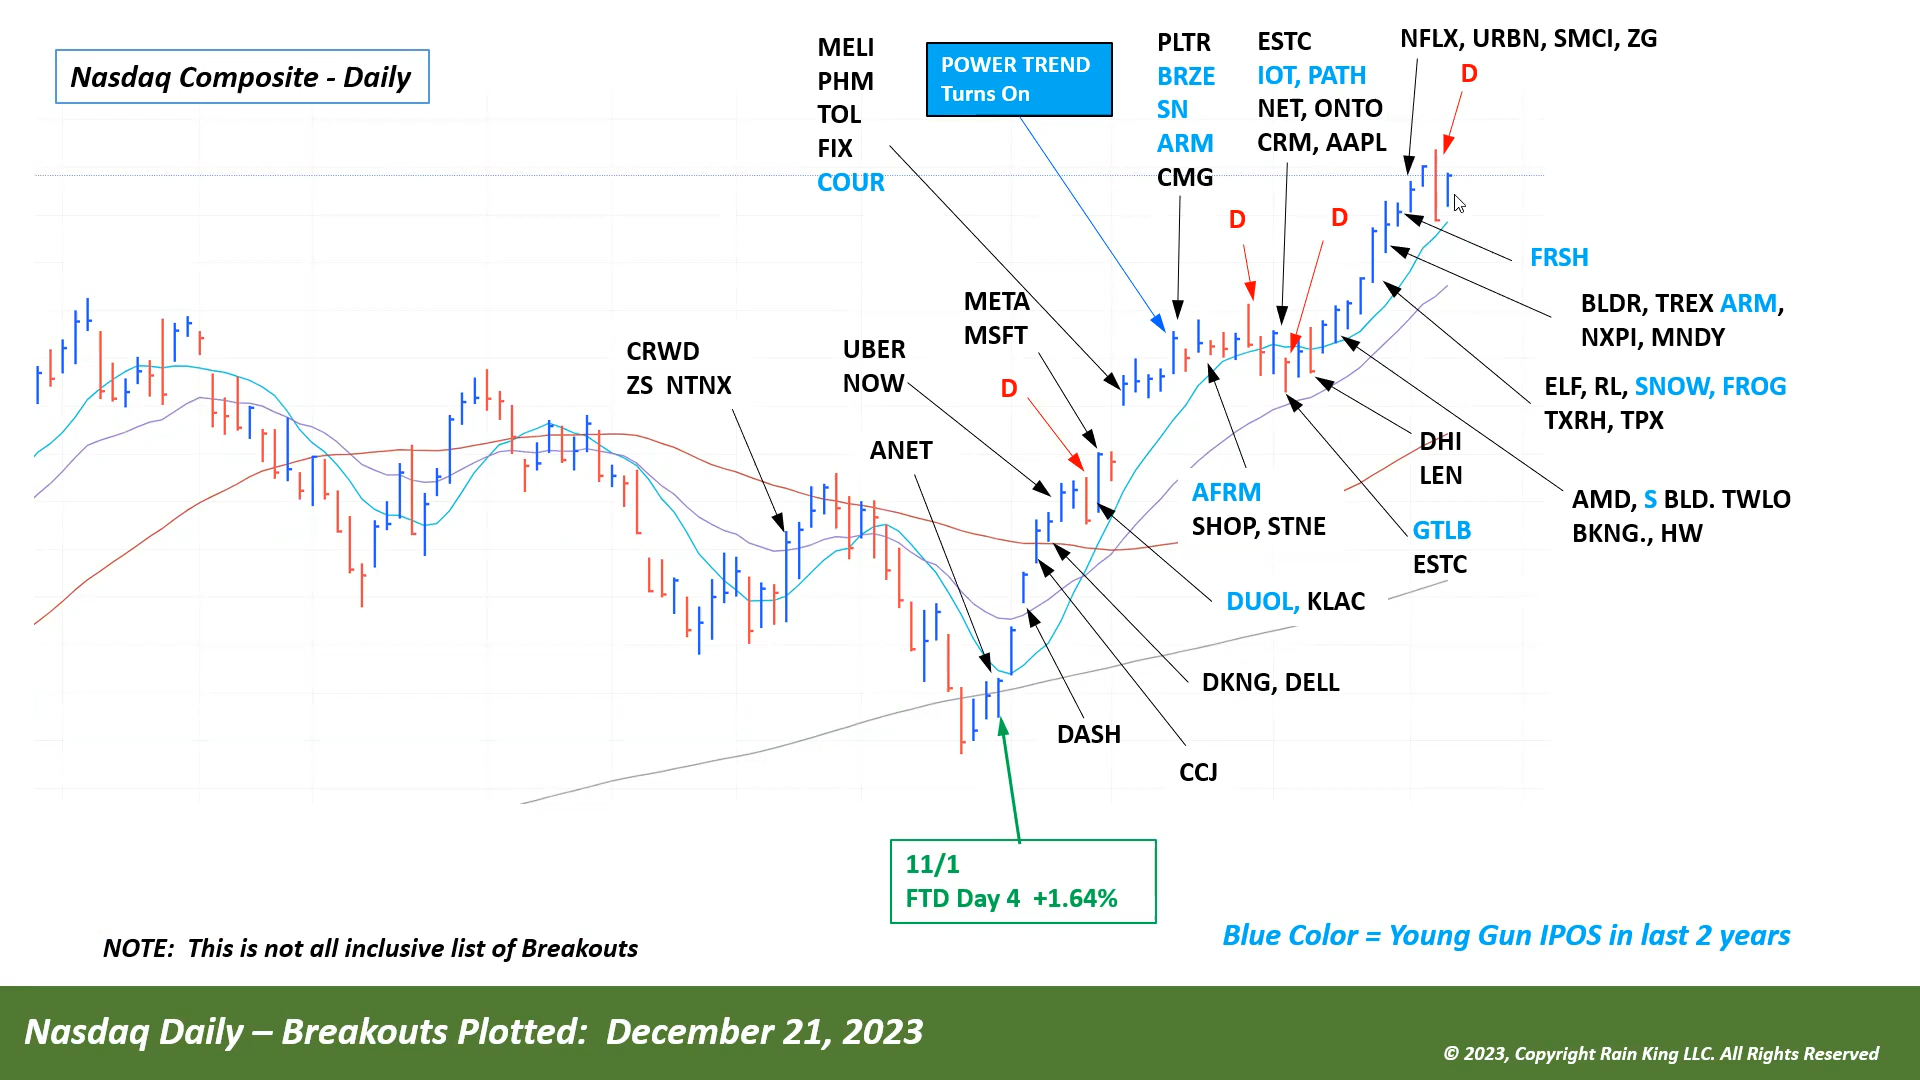 Nasdaq Composite - Daily
MELI
PHM
TOL
FIX
COUR
POWER TREND
Turns On
PLTR
BRZE
SN
ARM
CMG
ESTC
IOT, PATH
NET, ONTO
CRM, AAPL
NFLX, URBN, SMCI, ZG
D
D
D
FRSH
BLDR, TREX ARM,
NXPI, MNDY
META
MSFT
CRWD
ZS NTNX
UBER
NOW
D
ELF, RL, SNOW, FROG
TXRH, TPX
ANET
DHI
LEN
AFRM
SHOP, STNE
AMD, S BLD. TWLO
BKNG., HW
GTLB
ESTC
DUOL, KLAC
DKNG, DELL
DASH
CCJ
11/1
FTD Day 4 +1.64%
NOTE: This is not all inclusive list of Breakouts
Blue Color = Young Gun IPOS in last 2 years
Nasdaq Daily – Breakouts Plotted: December 21, 2023
© 2023, Copyright Rain King LLC. All Rights Reserved